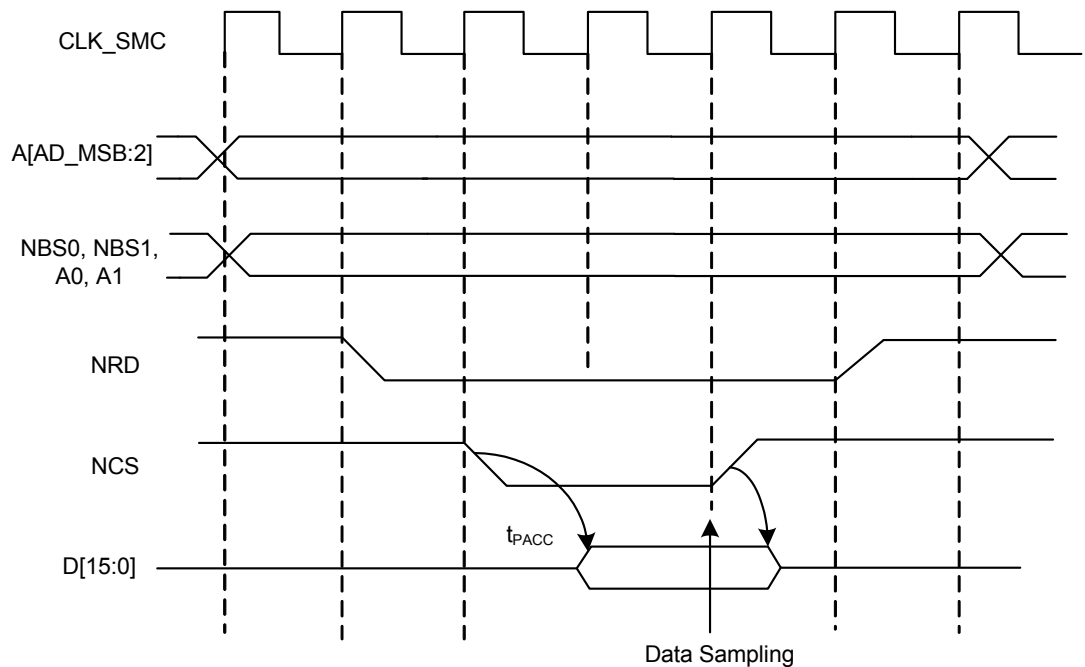 CLK_SMC
A[AD_MSB:2]
NBS0, NBS1,
A0, A1
NRD
NCS
tPACC
D[15:0]
Data Sampling